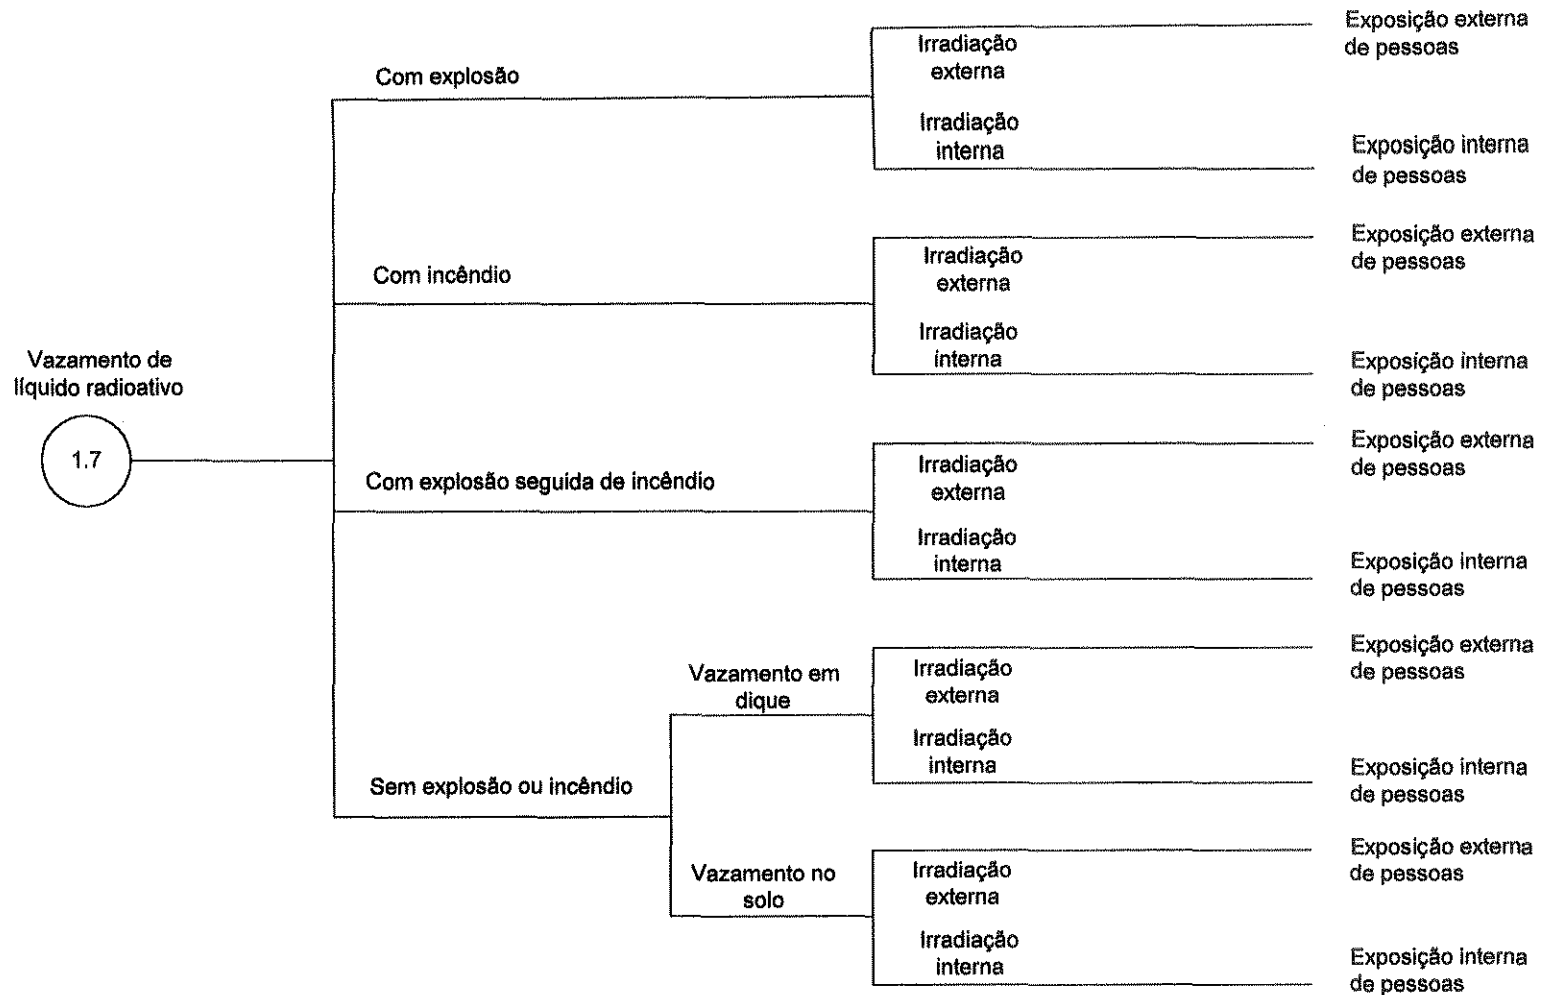 Exposição externa
de pessoas
Irradiação
externa
Com explosão
Irradiação
interna
Exposição interna
de pessoas
Exposição externa
de pessoas
Irradiação
externa
Com incêndio
Irradiação
interna
Exposição interna
de pessoas
Vazamento de
líquido radioativo
1.7
Exposição externa
de pessoas
Irradiação
externa
Com explosão seguida de incêndio
Irradiação
interna
Exposição interna
de pessoas
Exposição externa
de pessoas
Vazamento em
dique
Irradiação
externa
Irradiação
interna
Exposição interna
de pessoas
Sem explosão ou incêndio
Exposição externa
de pessoas
Vazamento no
solo
Irradiação
externa
Irradiação
interna
Exposição interna
de pessoas